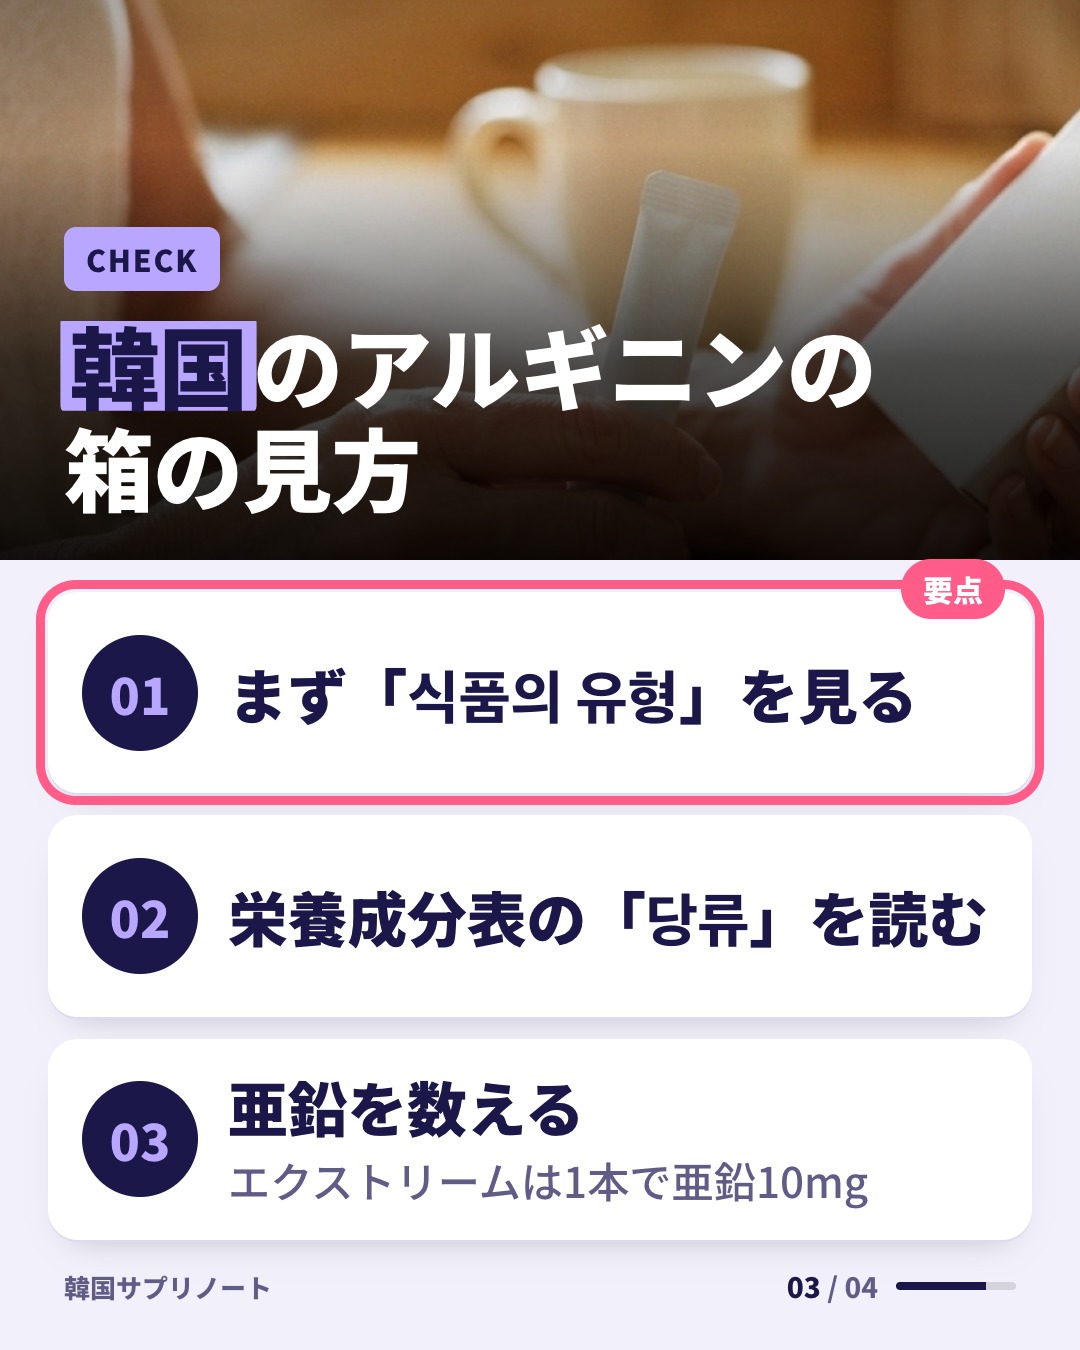 CHECK
韓国のアルギニンの
箱の見方
要点
01
まず「식품의 유형」を見る
02
栄養成分表の「당류」を読む
03
亜鉛を数える
エクストリームは1本で亜鉛10mg
韓国サプリノート
03 / 04